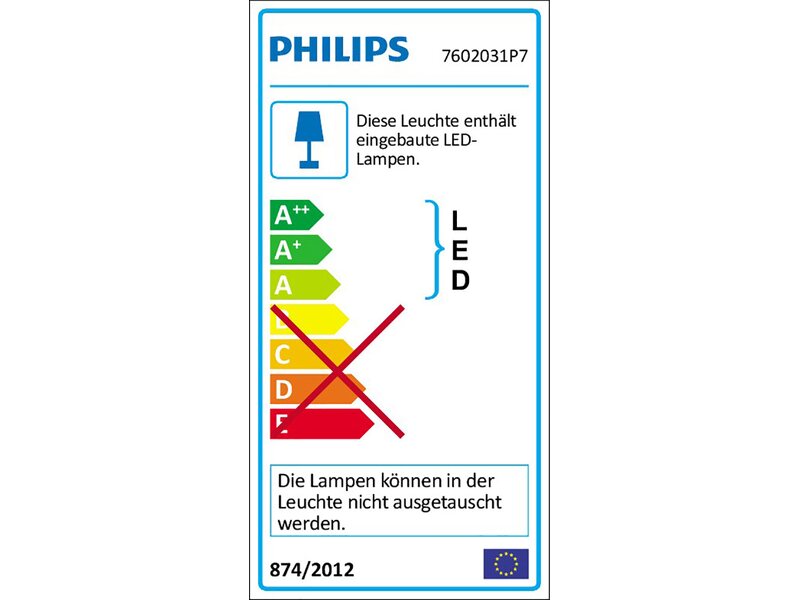 PHILIPS 7602031P7
Diese Leuchte enthält
eingebaute LED-
Lampen.
A++
A+
A
B
C
D
E
L
E
D
Die Lampen können in der
Leuchte nicht ausgetauscht
werden.
874/2012